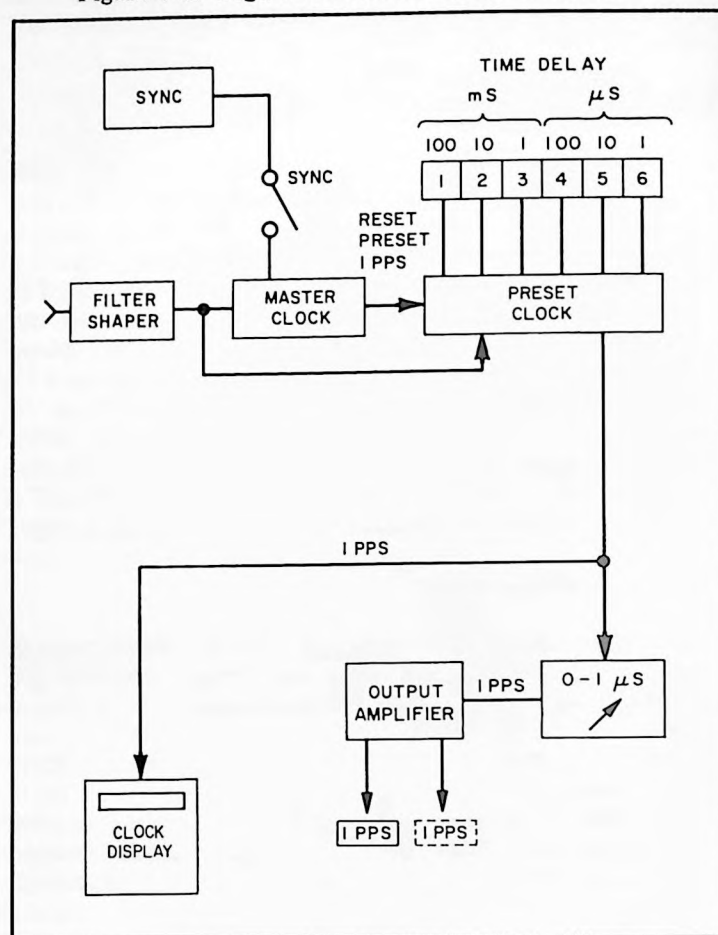 TIME DELAY
mS μS
100 10 1 100 10 1
1 2 3 4 5 6
SYNC
SYNC
RESET
PRESET
1 PPS
FILTER
SHAPER
MASTER
CLOCK
PRESET
CLOCK
1 PPS
OUTPUT
AMPLIFIER
1 PPS
0-1 μS
CLOCK
DISPLAY
1 PPS
1 PPS